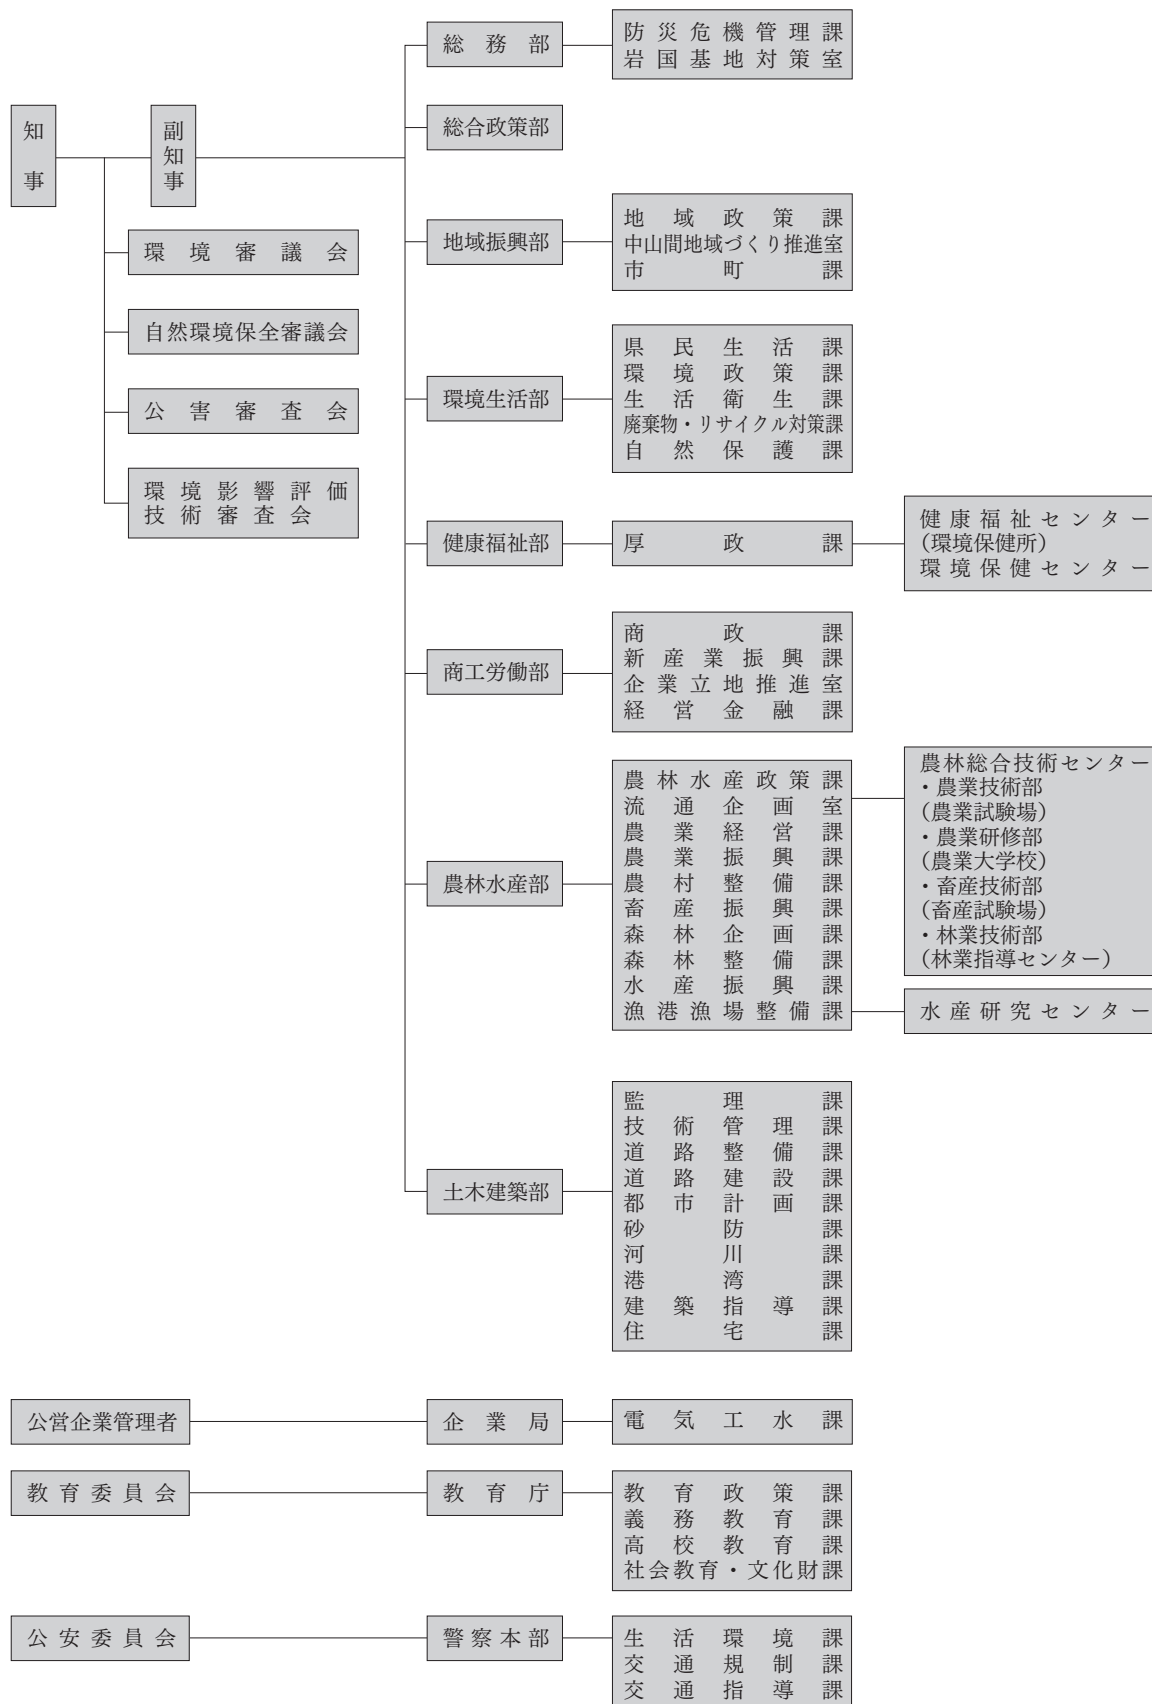 知事
副知事
環境審議会
自然環境保全審議会
公害審査会
環境影響評価
技術審査会
総務部
防災危機管理課
岩国基地対策室
総合政策部
地域振興部
地域政策課
中山間地域づくり推進室
市町課
環境生活部
県民生活課
環境政策課
生活衛生課
廃棄物・リサイクル対策課
自然保護課
健康福祉部
厚政課
健康福祉センター
(環境保健所)
環境保健センター
商工労働部
商政課
新産業振興課
企業立地推進室
経営金融課
農林水産部
農林水産政策課
流通企画室
農業経営課
農業振興課
農村整備課
畜産振興課
森林企画課
森林整備課
水産振興課
漁港漁場整備課
農林総合技術センター
・農業技術部
(農業試験場)
・農業研修部
(農業大学校)
・畜産技術部
(畜産試験場)
・林業技術部
(林業指導センター)
水産研究センター
土木建築部
監理課
技術管理課
道路整備課
道路建設課
都市計画課
砂防課
河川課
港湾課
建築指導課
住宅課
公営企業管理者
企業局
電気工水課
教育委員会
教育庁
教育政策課
義務教育課
高校教育課
社会教育・文化財課
公安委員会
警察本部
生活環境課
交通規制課
交通指導課